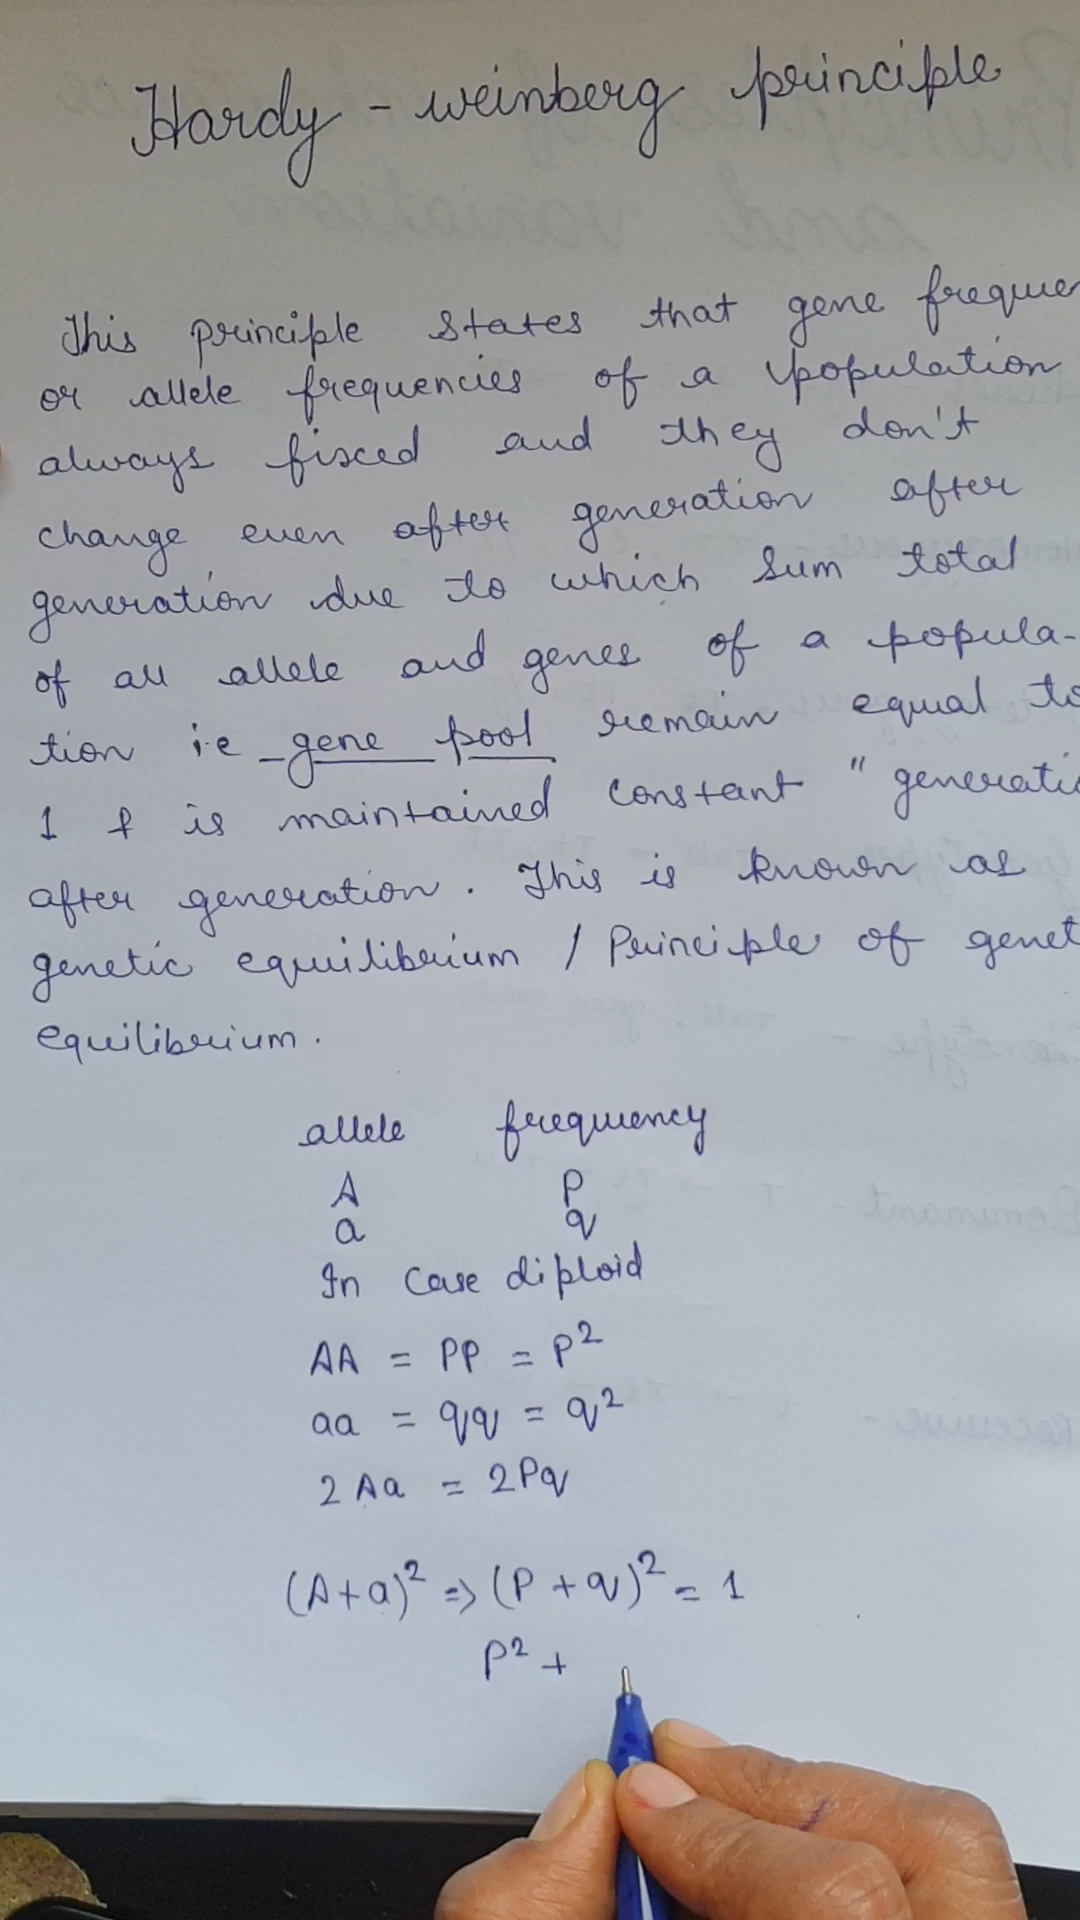 Hardy - weinberg principle
This principle states that gene freque
or allele frequencies of a population
always fixed and they don't
change even after generation after
generation due to which sum total
of all allele and genes of a popula-
tion i.e gene pool remain equal to
1 & is maintained constant " generati
after generation. This is known as
genetic equilibrium / Principle of genet
equilibrium.
allele frequency
A P
a q
In case diploid
AA = PP = P²
aa = qq = q²
2 Aa = 2Pq
(A+a)² => (P + q)² = 1
P² +